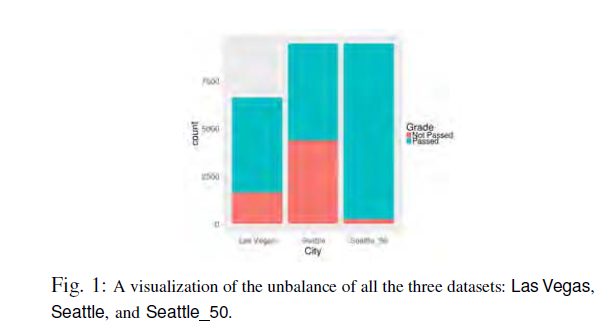 7500
5000
2500
0
count
Las Vegas
Seattle
Seattle_50
City
Grade
Not Passed
Passed
Fig. 1: A visualization of the unbalance of all the three datasets: Las Vegas,
Seattle, and Seattle_50.